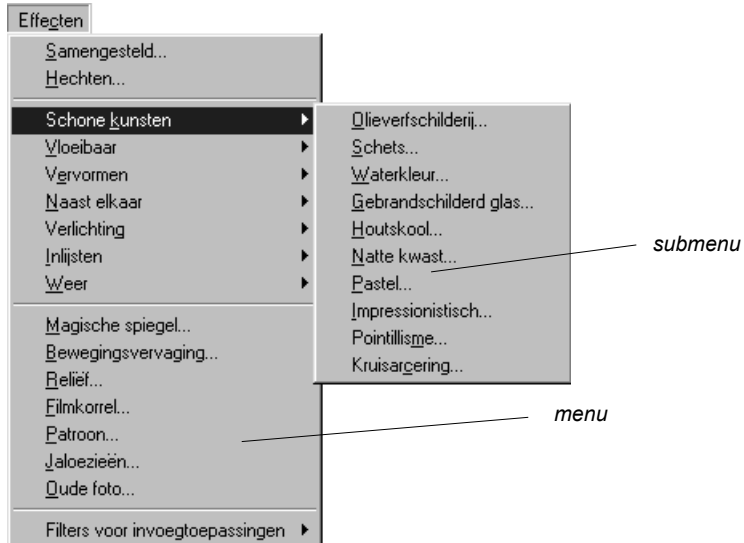 Effecten
Samengesteld...
Hechten...
Schone kunsten
Vloeibaar
Vervormen
Naast elkaar
Verlichting
Inlijsten
Weer
Magische spiegel...
Bewegingsvervaging...
Reliëf...
Filmkorrel...
Patroon...
Jaloezieën...
Oude foto...
Filters voor invoegtoepassingen
Olieverfschilderij...
Schets...
Waterkleur...
Gebrandschilderd glas...
Houtskool...
Natte kwast...
Pastel...
Impressionistisch...
Pointillisme...
Kruisarcering...
submenu
menu